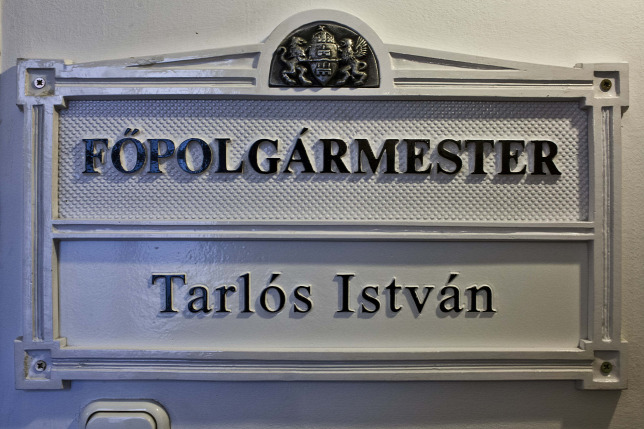 FŐPOLGÁRMESTER
Tarlós István